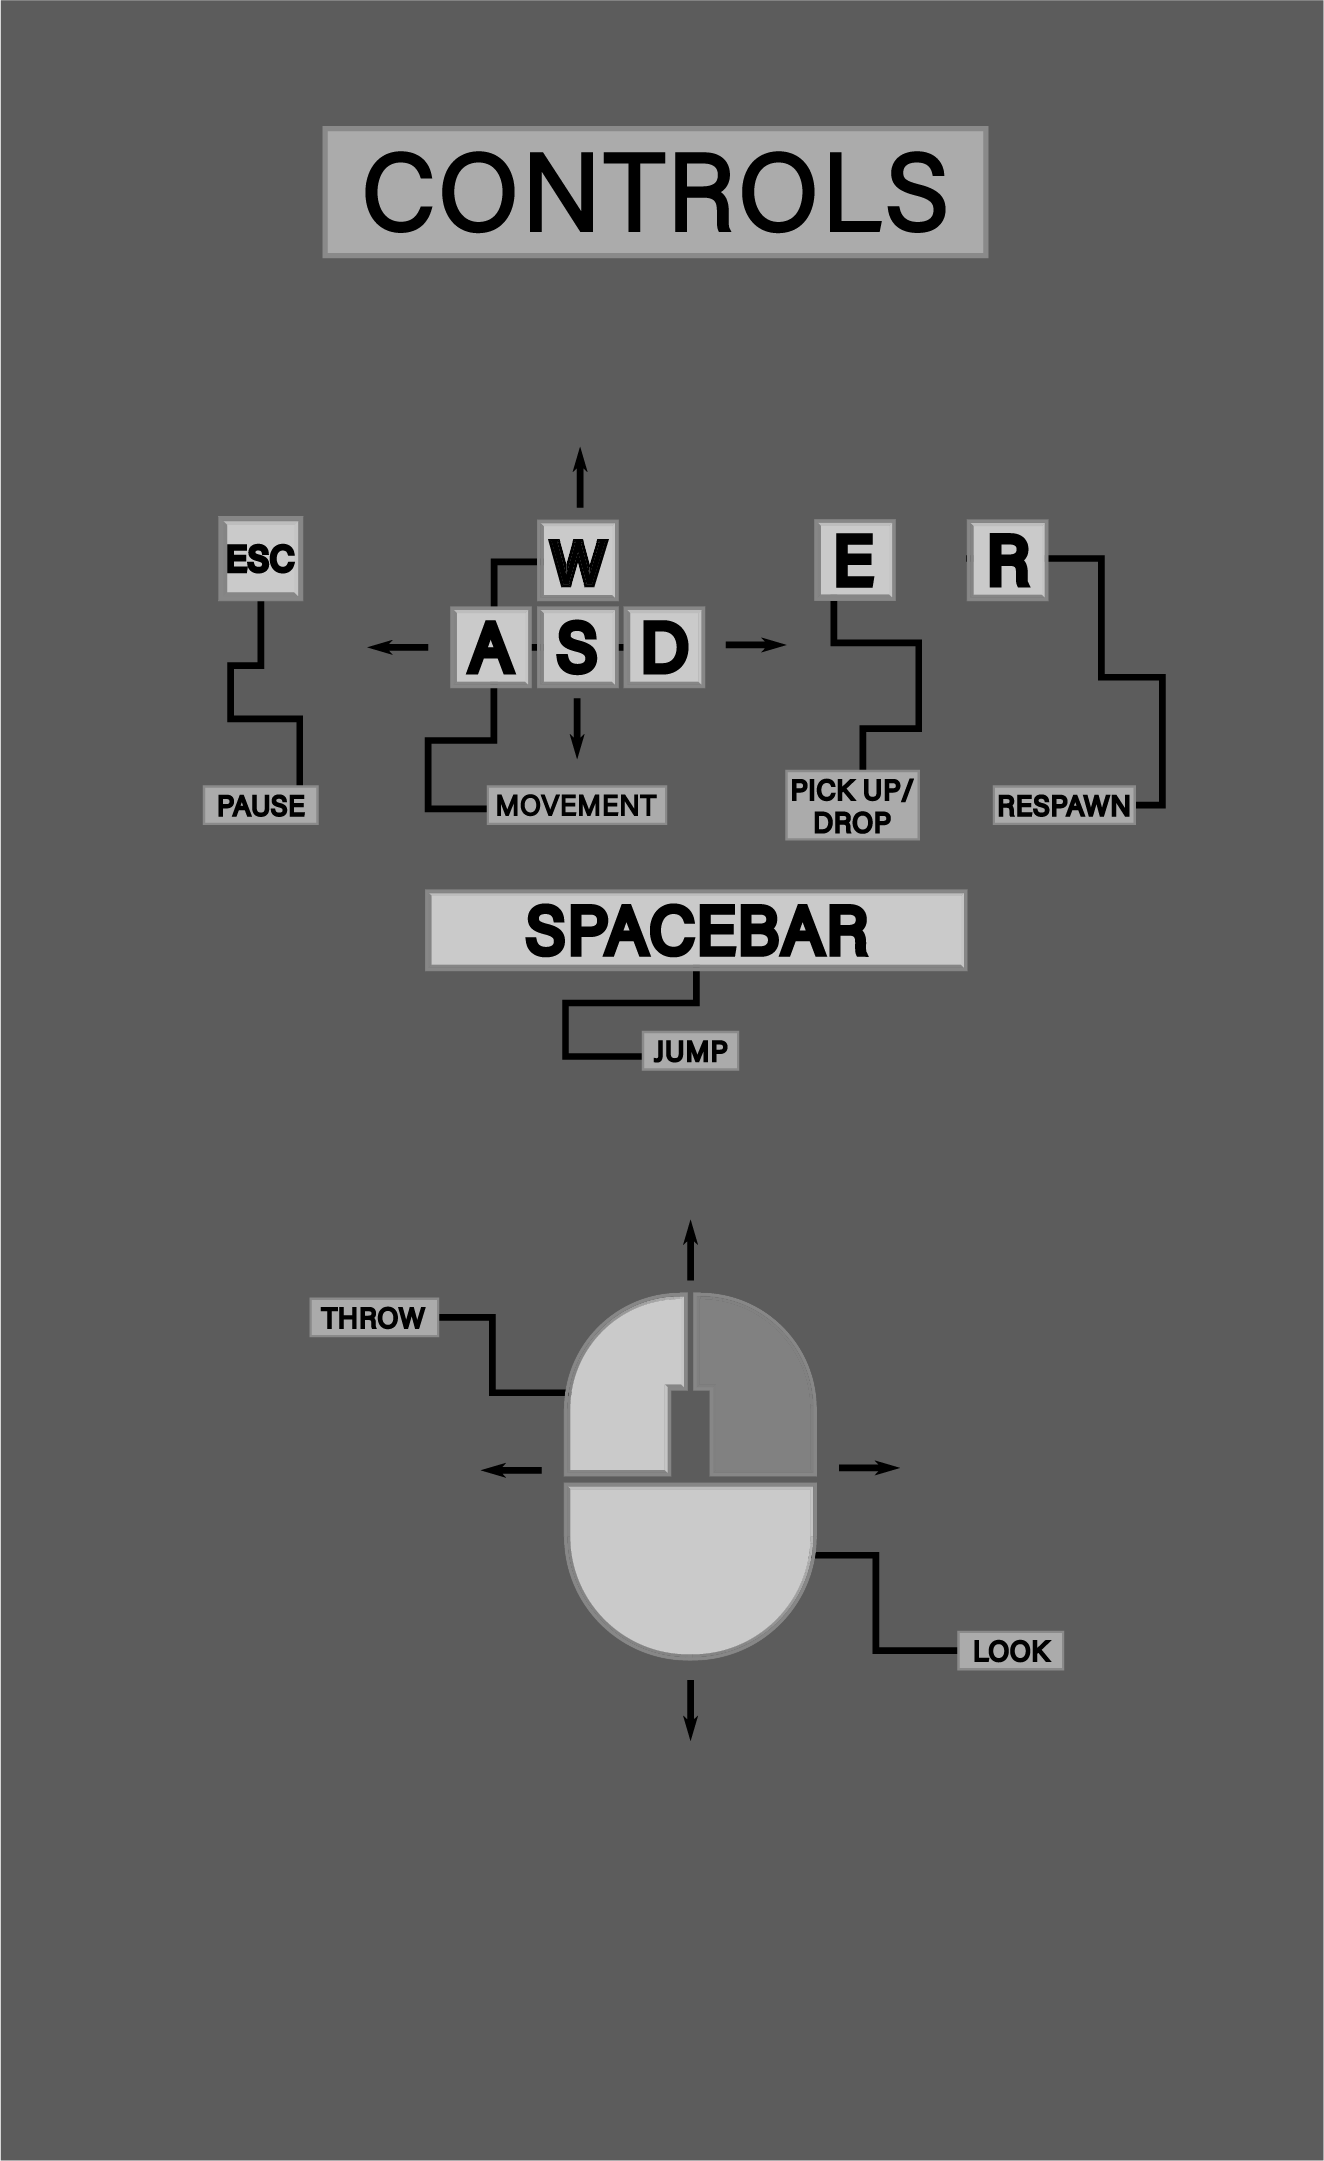 CONTROLS
ESC
W
E
R
A
S
D
PAUSE
MOVEMENT
PICK UP/
DROP
RESPAWN
SPACEBAR
JUMP
THROW
LOOK